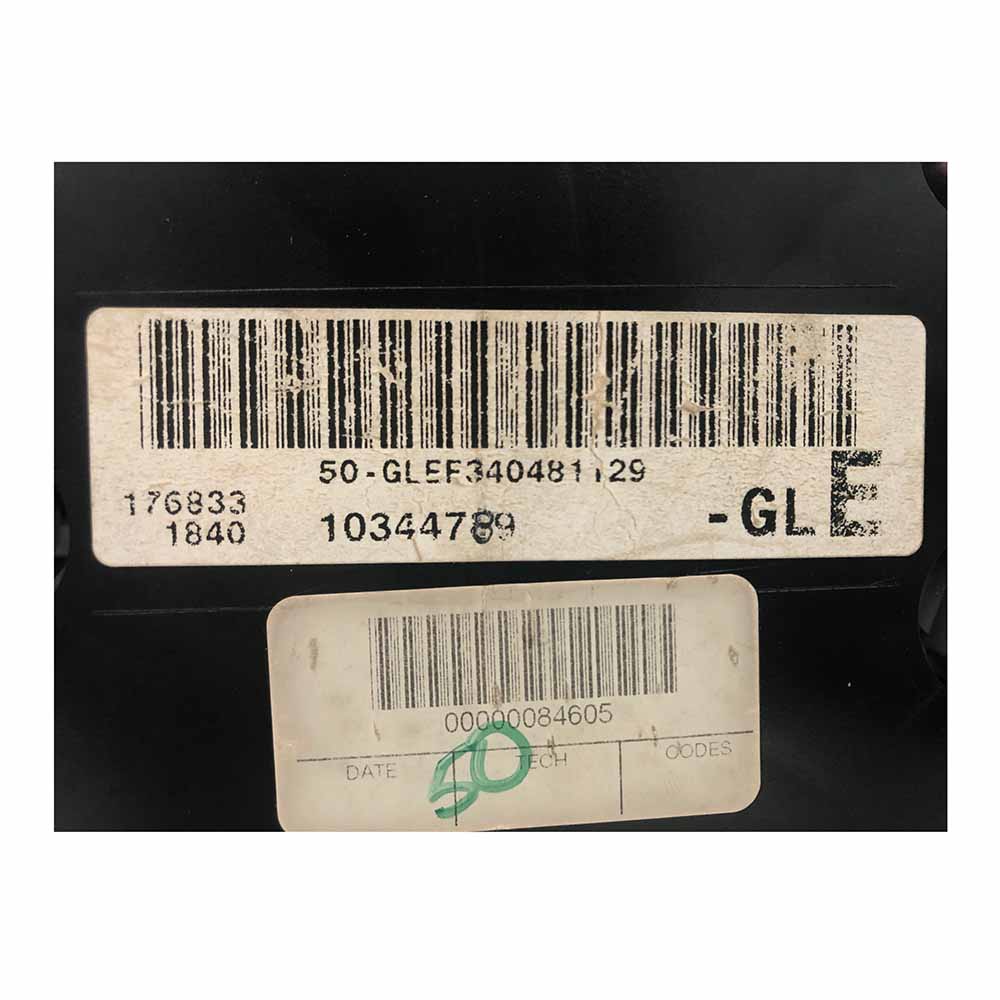 50-GLEF340481129
176833
1840 10344789 -GLE
00000084605
DATE TECH CODES
50